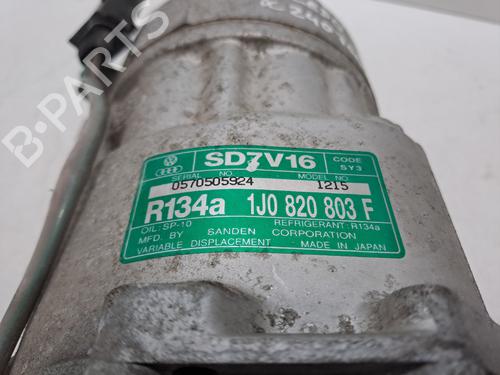 SD7V16
CODE
SY3
SERIAL NO.
MODEL NO
0570505924
1215
R134a 1J0 820 803 F
OIL:SP-10
REFRIGERANT:R134a
MFD BY SANDEN CORPORATION
VARIABLE DISPLACEMENT MADE IN JAPAN
B-Parts